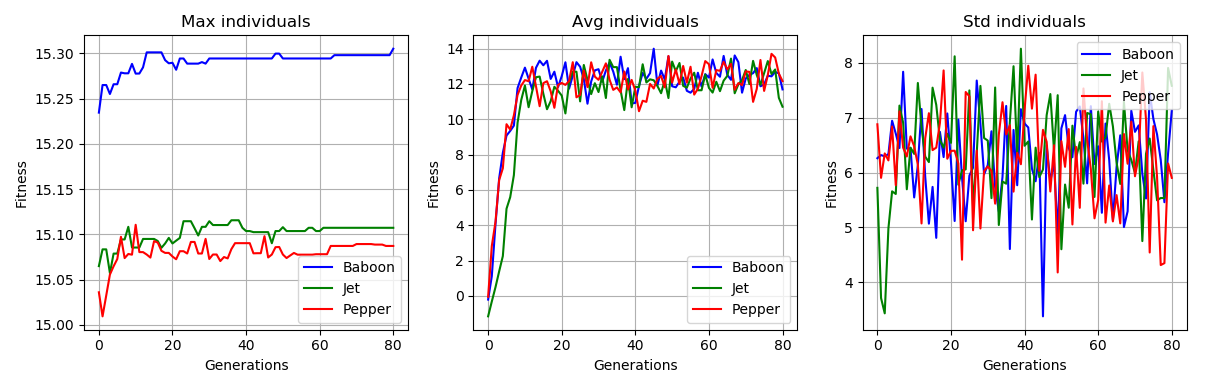 Max individuals
Fitness
15.30
15.25
15.20
15.15
15.10
15.05
15.00
0 20 40 60 80
Generations
Baboon
Jet
Pepper
Avg individuals
Fitness
14
12
10
8
6
4
2
0
0 20 40 60 80
Generations
Baboon
Jet
Pepper
Std individuals
Fitness
8
7
6
5
4
0 20 40 60 80
Generations
Baboon
Jet
Pepper